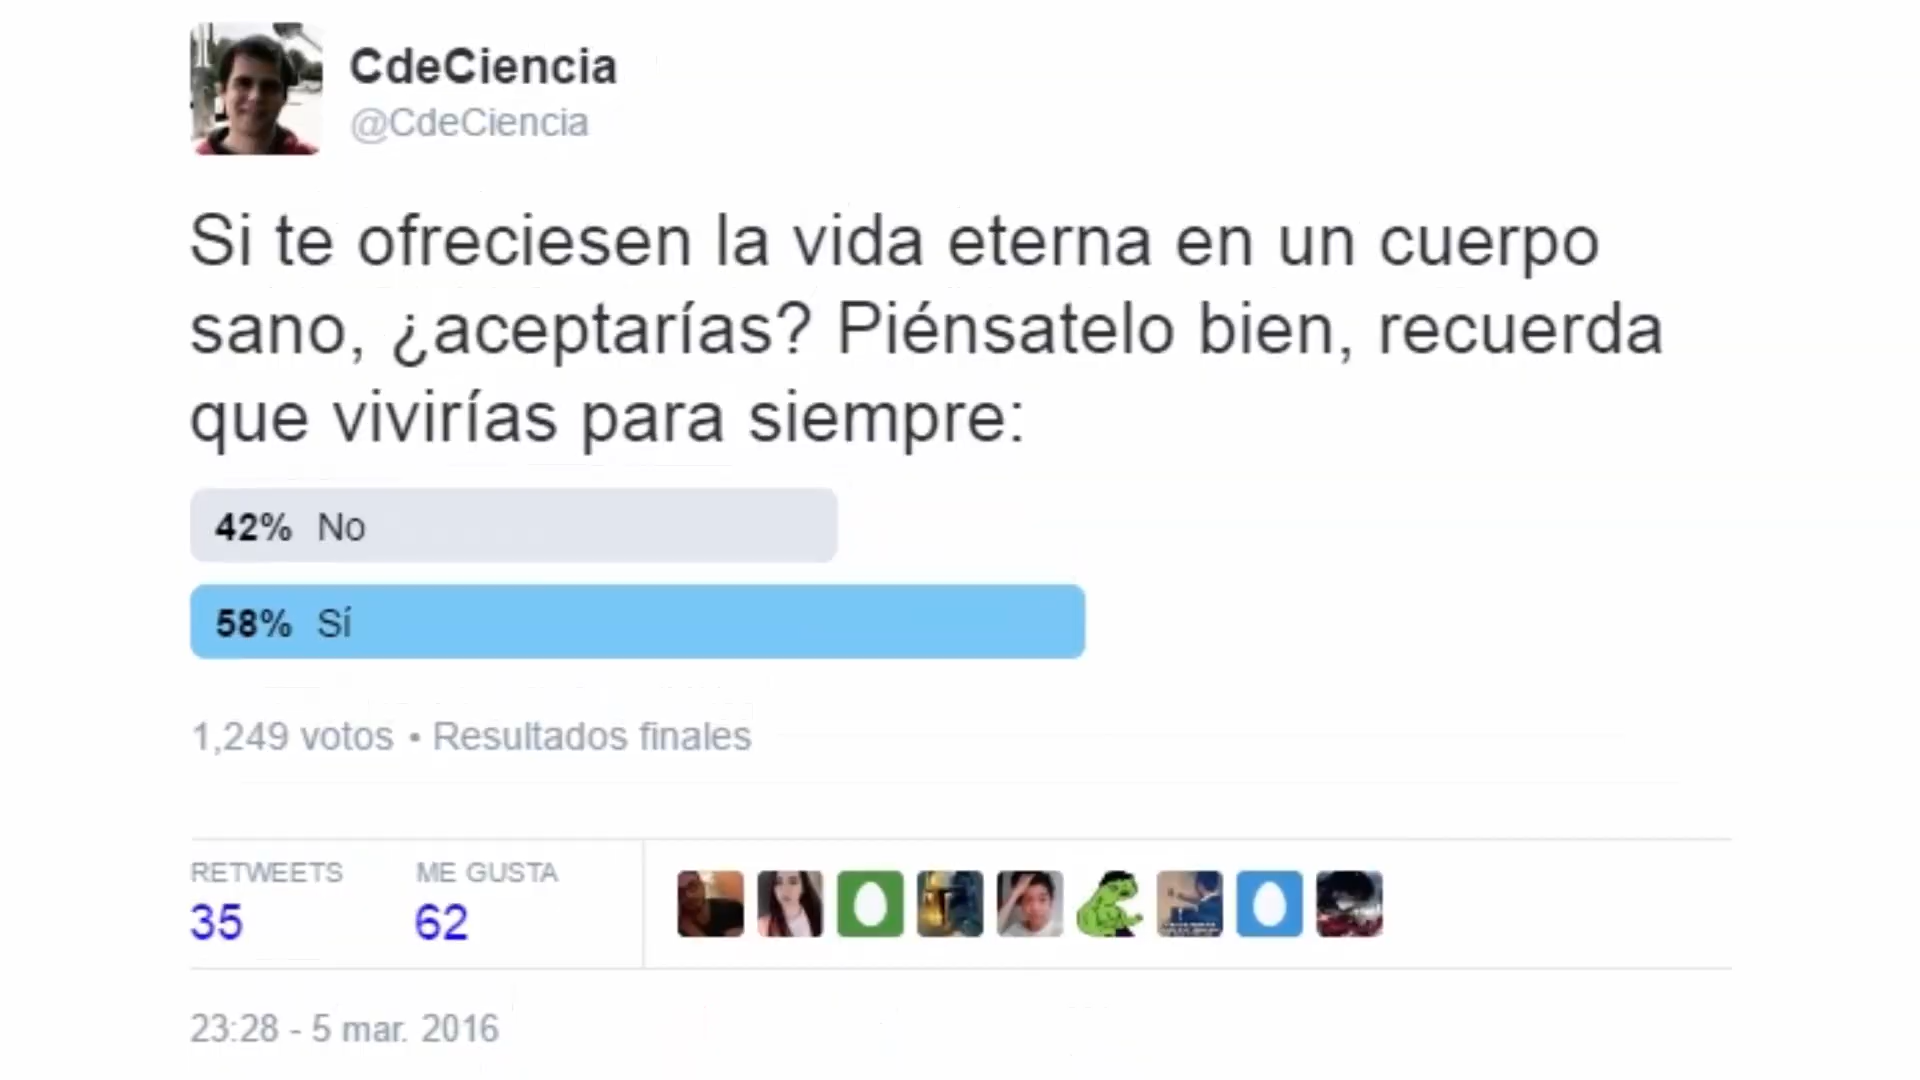 CdeCiencia
@CdeCiencia
Si te ofreciesen la vida eterna en un cuerpo
sano, ¿aceptarías? Piénsatelo bien, recuerda
que vivirías para siempre:
42% No
58% Sí
1,249 votos • Resultados finales
RETWEETS ME GUSTA
35 62
23:28 - 5 mar. 2016